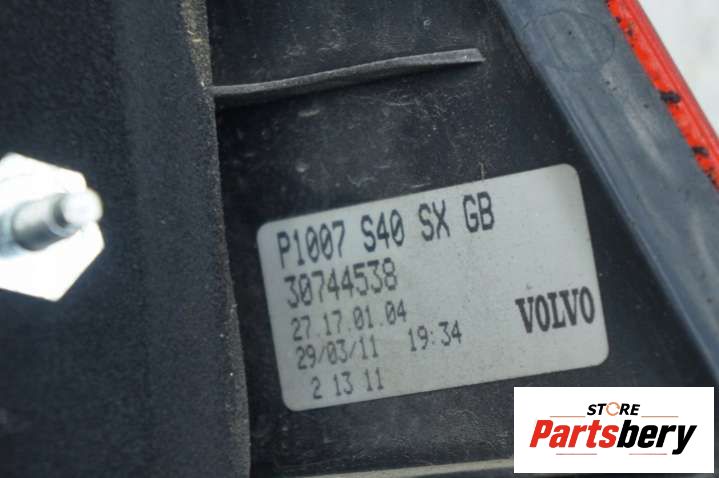 P1007 S40 SX GB
30744538
27.17.01.04
29/03/11 19:34
2 13 11
VOLVO
STORE
Partsbery